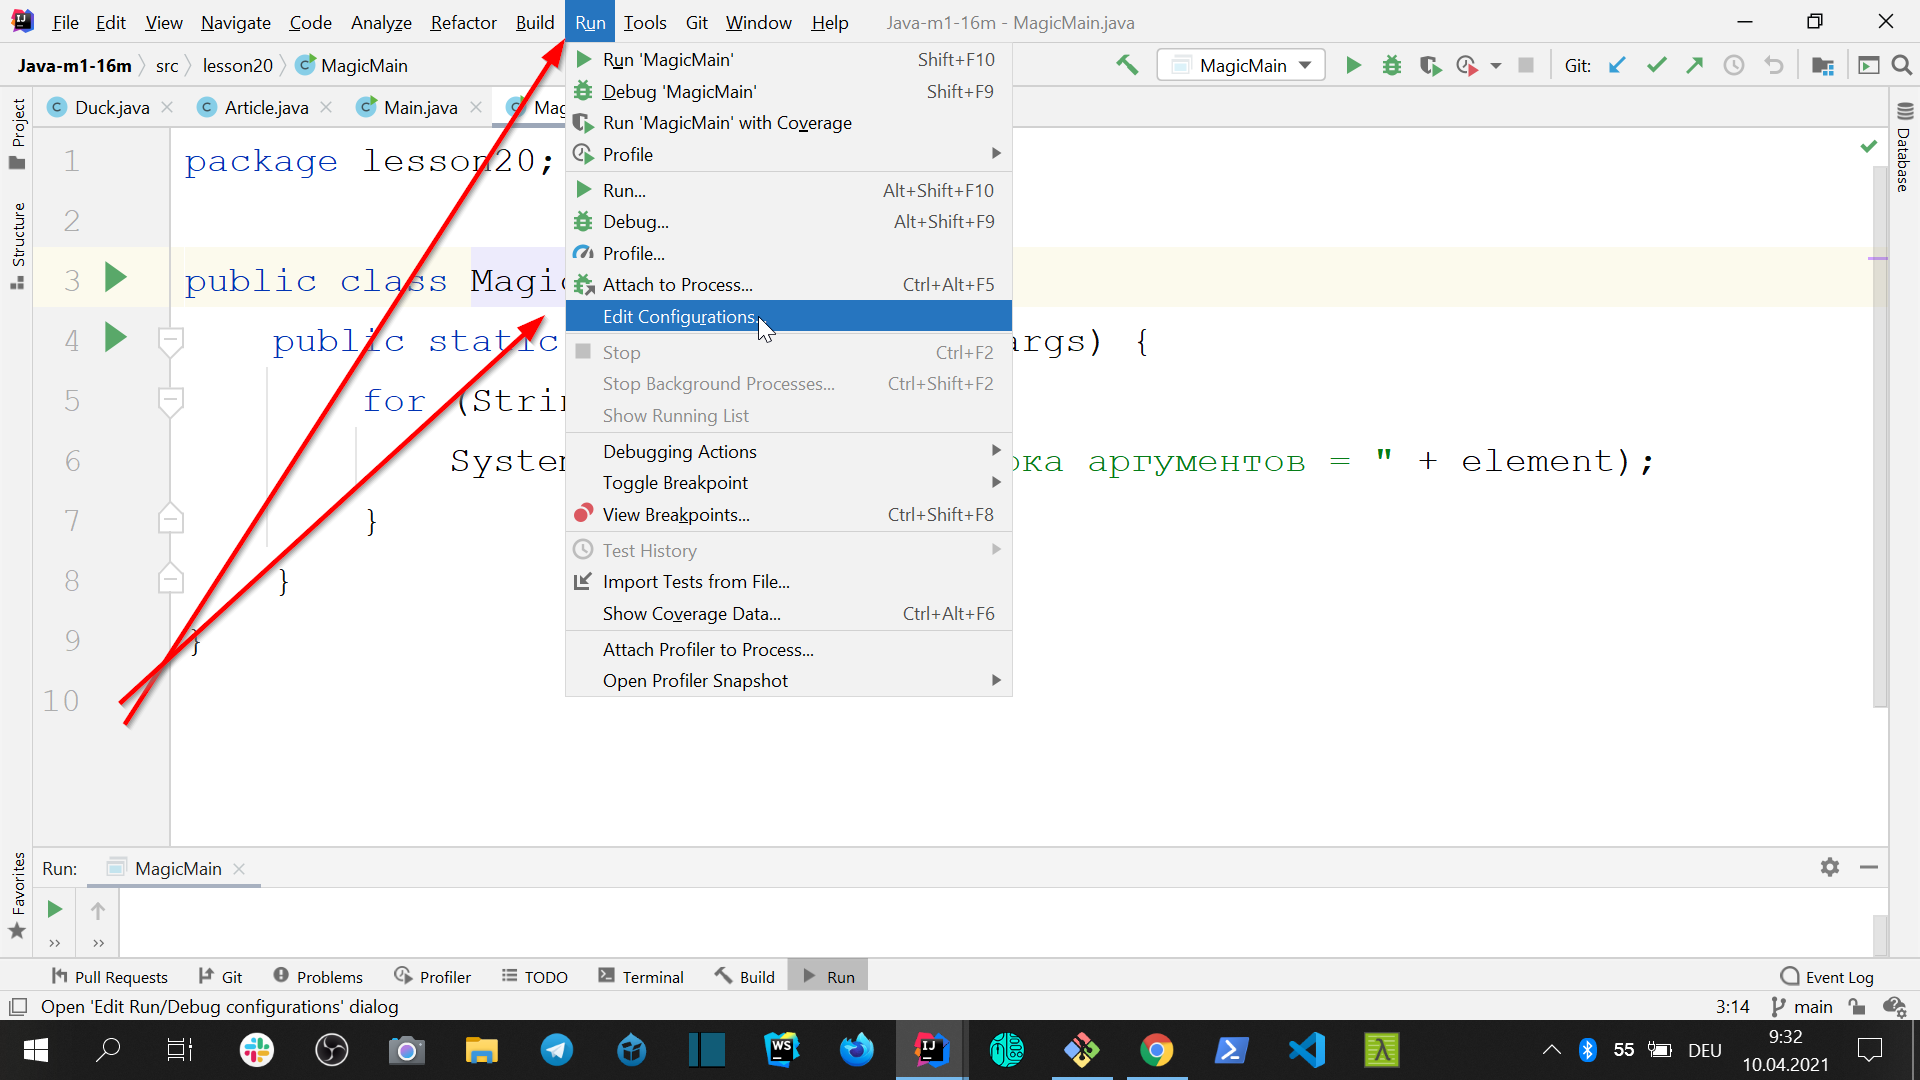 File Edit View Navigate Code Analyze Refactor Build Run Tools Git Window Help Java-m1-16m - MagicMain.java
Java-m1-16m src lesson20 MagicMain
MagicMain Git:
Duck.java Article.java Main.java Mag
Project
Structure
Favorites
Database
1 package lesson20;
2
3 public class Magic
4 public static args) {
5 for (Strin
6 System ока аргументов = " + element);
7 }
8 }
9 }
10
Run 'MagicMain' Shift+F10
Debug 'MagicMain' Shift+F9
Run 'MagicMain' with Coverage
Profile
Run... Alt+Shift+F10
Debug... Alt+Shift+F9
Profile...
Attach to Process... Ctrl+Alt+F5
Edit Configurations...
Stop Ctrl+F2
Stop Background Processes... Ctrl+Shift+F2
Show Running List
Debugging Actions
Toggle Breakpoint
View Breakpoints... Ctrl+Shift+F8
Test History
Import Tests from File...
Show Coverage Data... Ctrl+Alt+F6
Attach Profiler to Process...
Open Profiler Snapshot
Run: MagicMain
Pull Requests Git Problems Profiler TODO Terminal Build Run Event Log
Open 'Edit Run/Debug configurations' dialog 3:14 main
WS IJ 55 DEU 9:32
10.04.2021